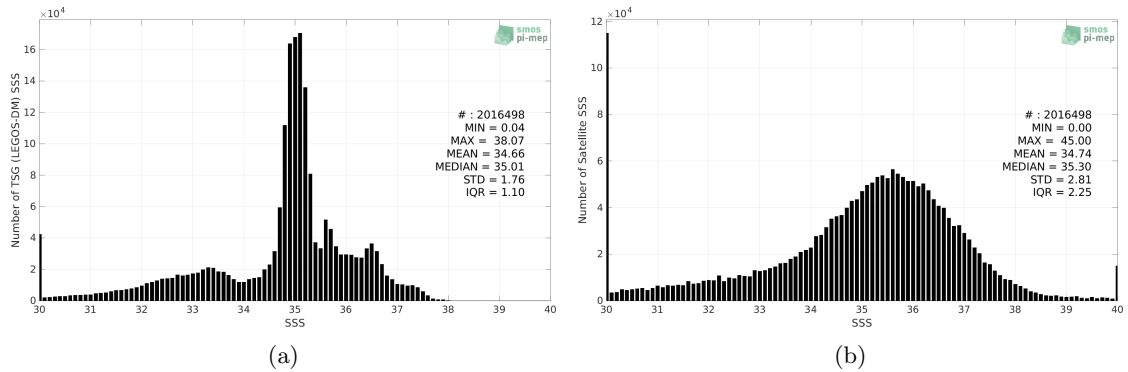 ×10⁴
16
14
12
10
8
6
4
2
0
Number of TSG (LEGOS-DM) SSS
smos
pi-mep
# : 2016498
MIN = 0.04
MAX = 38.07
MEAN = 34.66
MEDIAN = 35.01
STD = 1.76
IQR = 1.10
30 31 32 33 34 35 36 37 38 39 40
SSS
(a)
12 ×10⁴
10
8
6
4
2
0
Number of Satellite SSS
smos
pi-mep
# : 2016498
MIN = 0.00
MAX = 45.00
MEAN = 34.74
MEDIAN = 35.30
STD = 2.81
IQR = 2.25
30 31 32 33 34 35 36 37 38 39 40
SSS
(b)